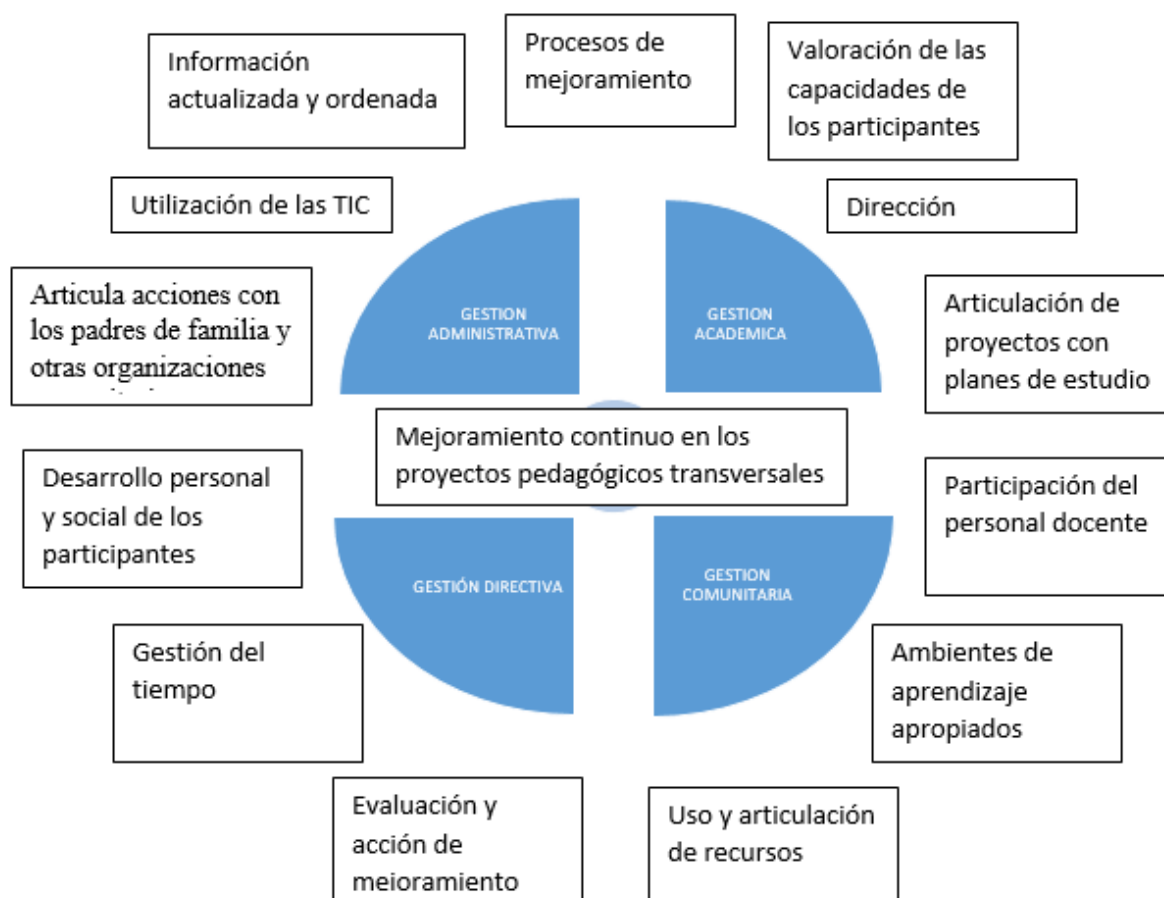 Procesos de
mejoramiento
Valoración de las
capacidades de
los participantes
Información
actualizada y ordenada
Utilización de las TIC
Dirección
Articula acciones con
los padres de familia y
otras organizaciones
GESTION
ADMINISTRATIVA
GESTION
ACADEMICA
Articulación de
proyectos con
planes de estudio
Mejoramiento continuo en los
proyectos pedagógicos transversales
Desarrollo personal
y social de los
participantes
Participación del
personal docente
GESTIÓN DIRECTIVA
GESTION
COMUNITARIA
Gestión del
tiempo
Ambientes de
aprendizaje
apropiados
Evaluación y
acción de
mejoramiento
Uso y articulación
de recursos